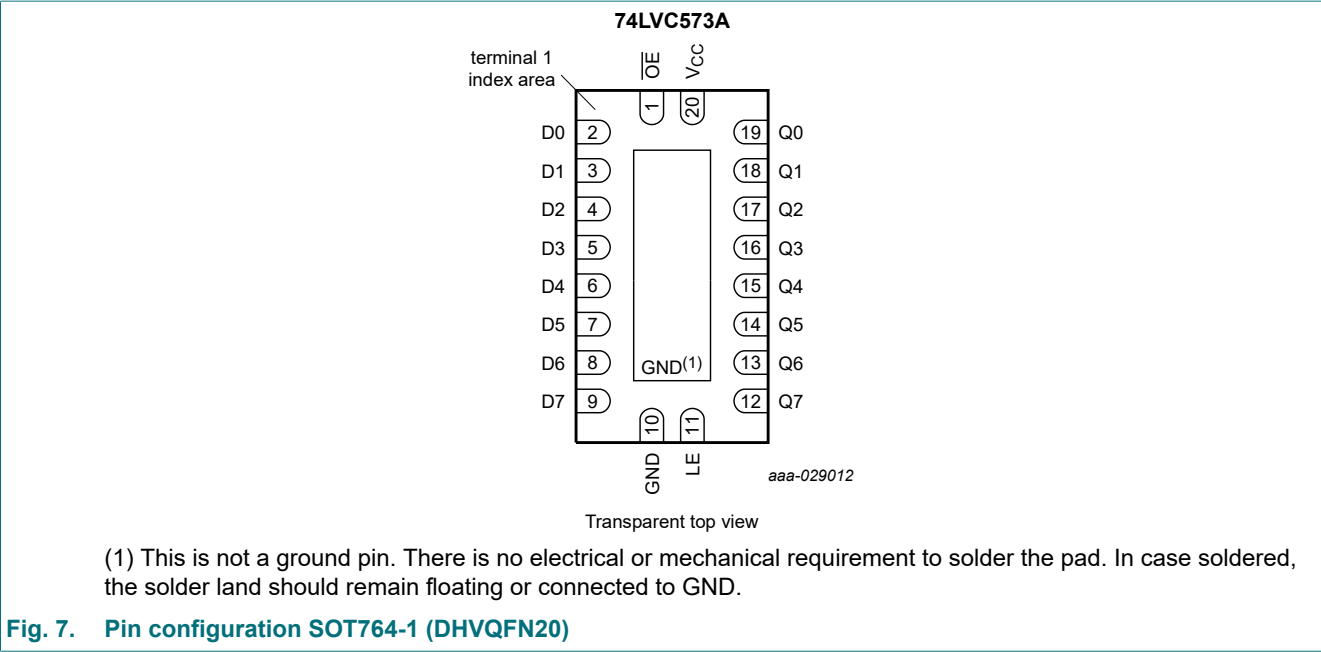 74LVC573A
terminal 1
index area
OE
VCC
1
20
D0 2
19 Q0
D1 3
18 Q1
D2 4
17 Q2
D3 5
16 Q3
D4 6
15 Q4
D5 7
14 Q5
D6 8
GND(1)
13 Q6
D7 9
12 Q7
10
11
GND
LE
aaa-029012
Transparent top view
(1) This is not a ground pin. There is no electrical or mechanical requirement to solder the pad. In case soldered,
the solder land should remain floating or connected to GND.
Fig. 7. Pin configuration SOT764-1 (DHVQFN20)